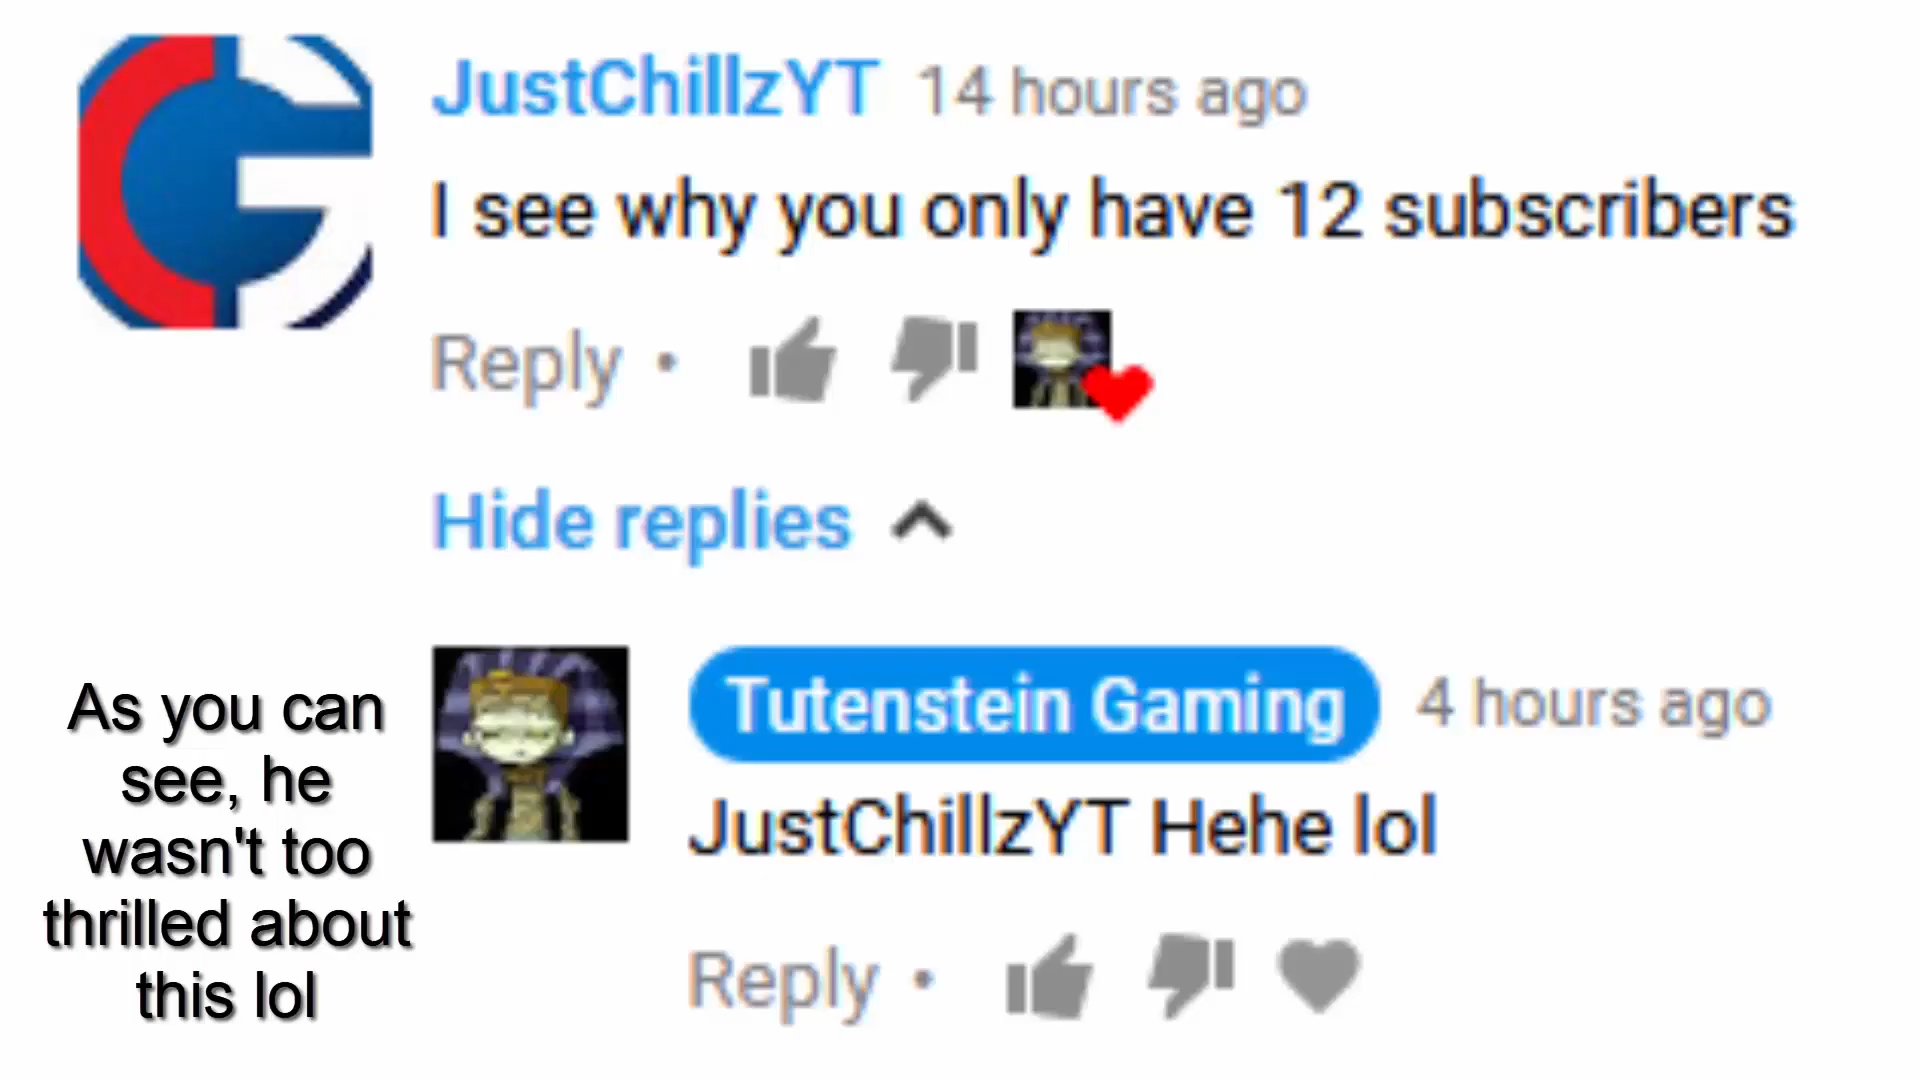 JustChillzYT 14 hours ago
I see why you only have 12 subscribers
Reply •
Hide replies
Tutenstein Gaming 4 hours ago
JustChillzYT Hehe lol
Reply •
As you can
see, he
wasn't too
thrilled about
this lol